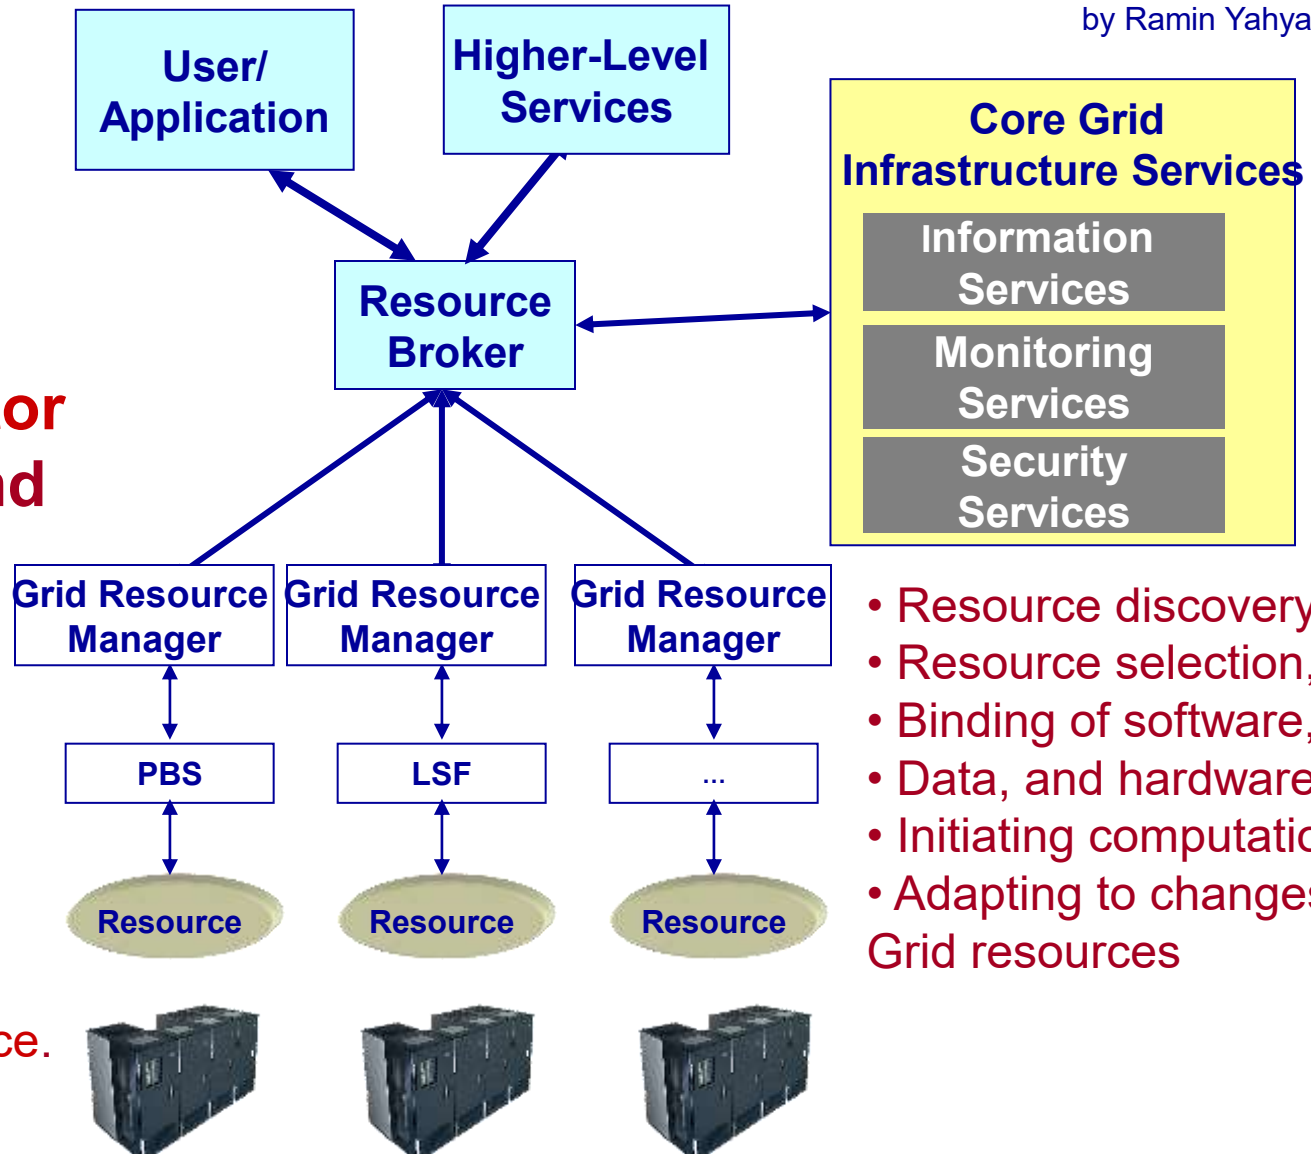 by Ramin Yahya
User/
Application
Higher-Level
Services
Core Grid
Infrastructure Services
Information
Services
Monitoring
Services
Security
Services
Resource
Broker
or
nd
Grid Resource
Manager
Grid Resource
Manager
Grid Resource
Manager
PBS
LSF
...
Resource
Resource
Resource
• Resource discovery
• Resource selection,
• Binding of software,
• Data, and hardware
• Initiating computatio
• Adapting to changes
Grid resources
ce.